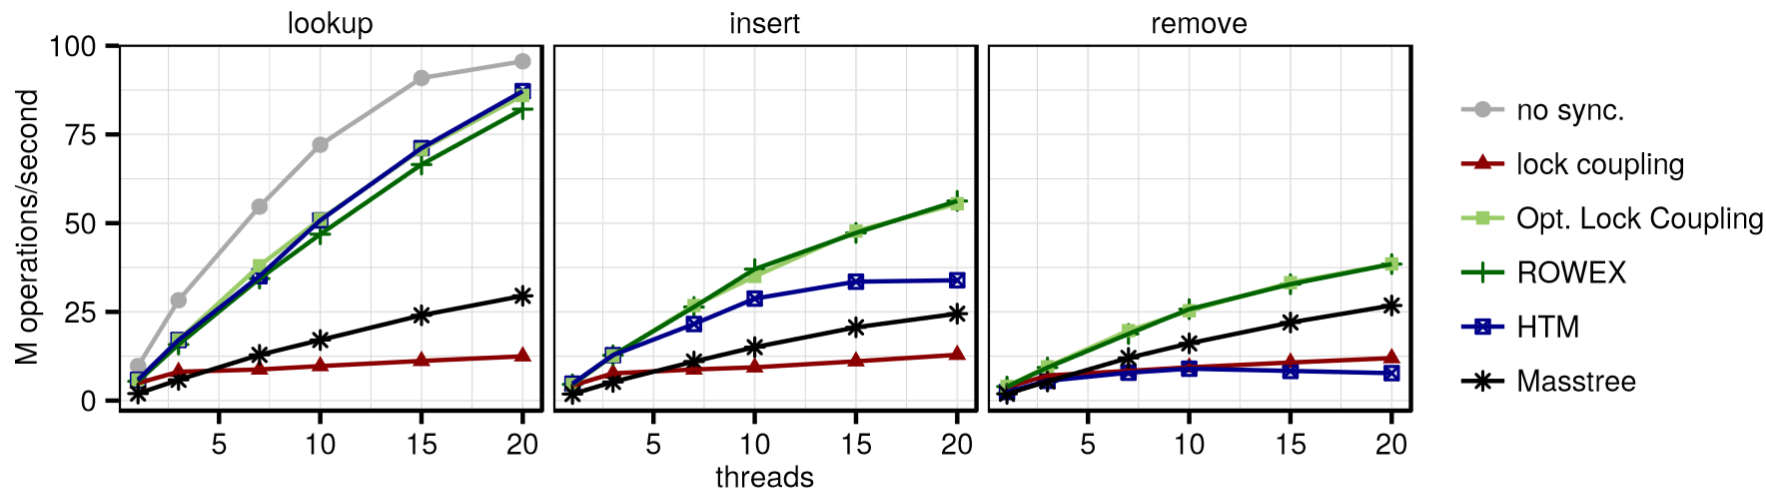 lookup
insert
remove
M operations/second
100
75
50
25
0
5 10 15 20
5 10 15 20
5 10 15 20
threads
no sync.
lock coupling
Opt. Lock Coupling
ROWEX
HTM
Masstree